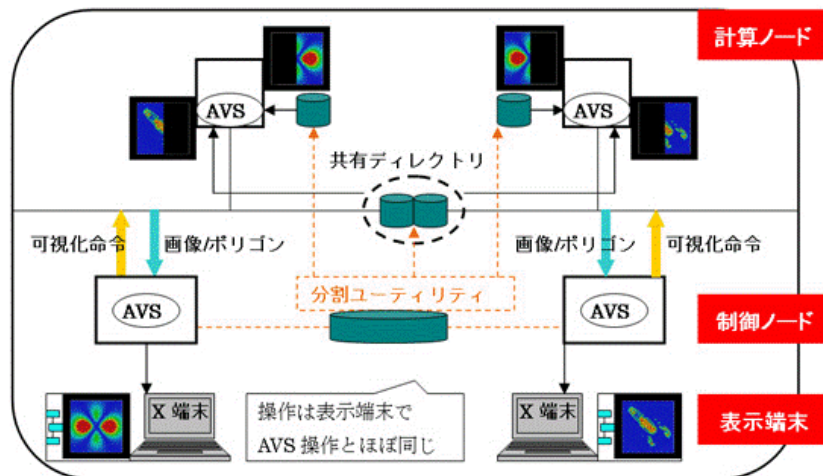 計算ノード
AVS
AVS
共有ディレクトリ
可視化命令
画像/ポリゴン
画像/ポリゴン
可視化命令
分割ユーティリティ
AVS
AVS
制御ノード
X 端末
操作は表示端末で
AVS 操作とほぼ同じ
X 端末
表示端末